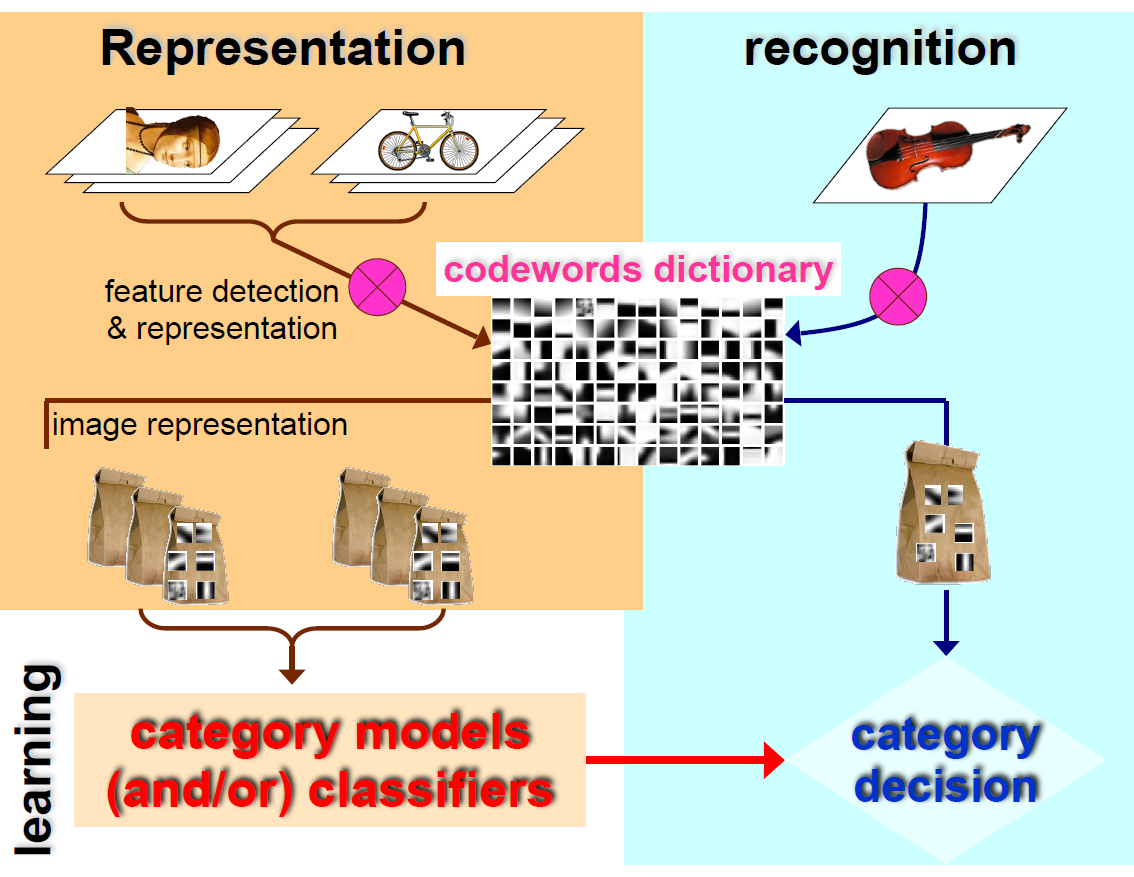 Representation
recognition
codewords dictionary
feature detection
& representation
image representation
learning
category models
(and/or) classifiers
category
decision